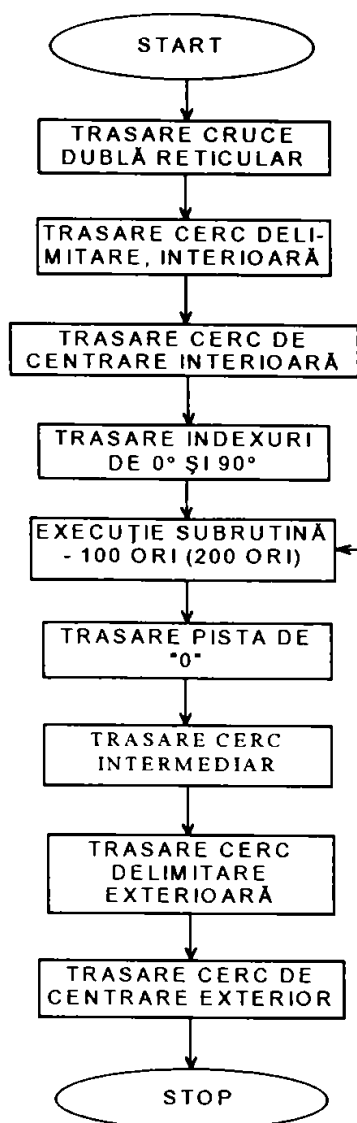 START
TRASARE CRUCE
DUBLĂ RETICULAR
TRASARE CERC DELI-
MITARE, INTERIOARĂ
TRASARE CERC DE
CENTRARE INTERIOARĂ
TRASARE INDEXURI
DE 0° ŞI 90°
EXECUŢIE SUBRUTINĂ
- 100 ORI (200 ORI)
TRASARE PISTA DE
"0"
TRASARE CERC
INTERMEDIAR
TRASARE CERC
DELIMITARE
EXTERIOARĂ
TRASARE CERC DE
CENTRARE EXTERIOR
STOP